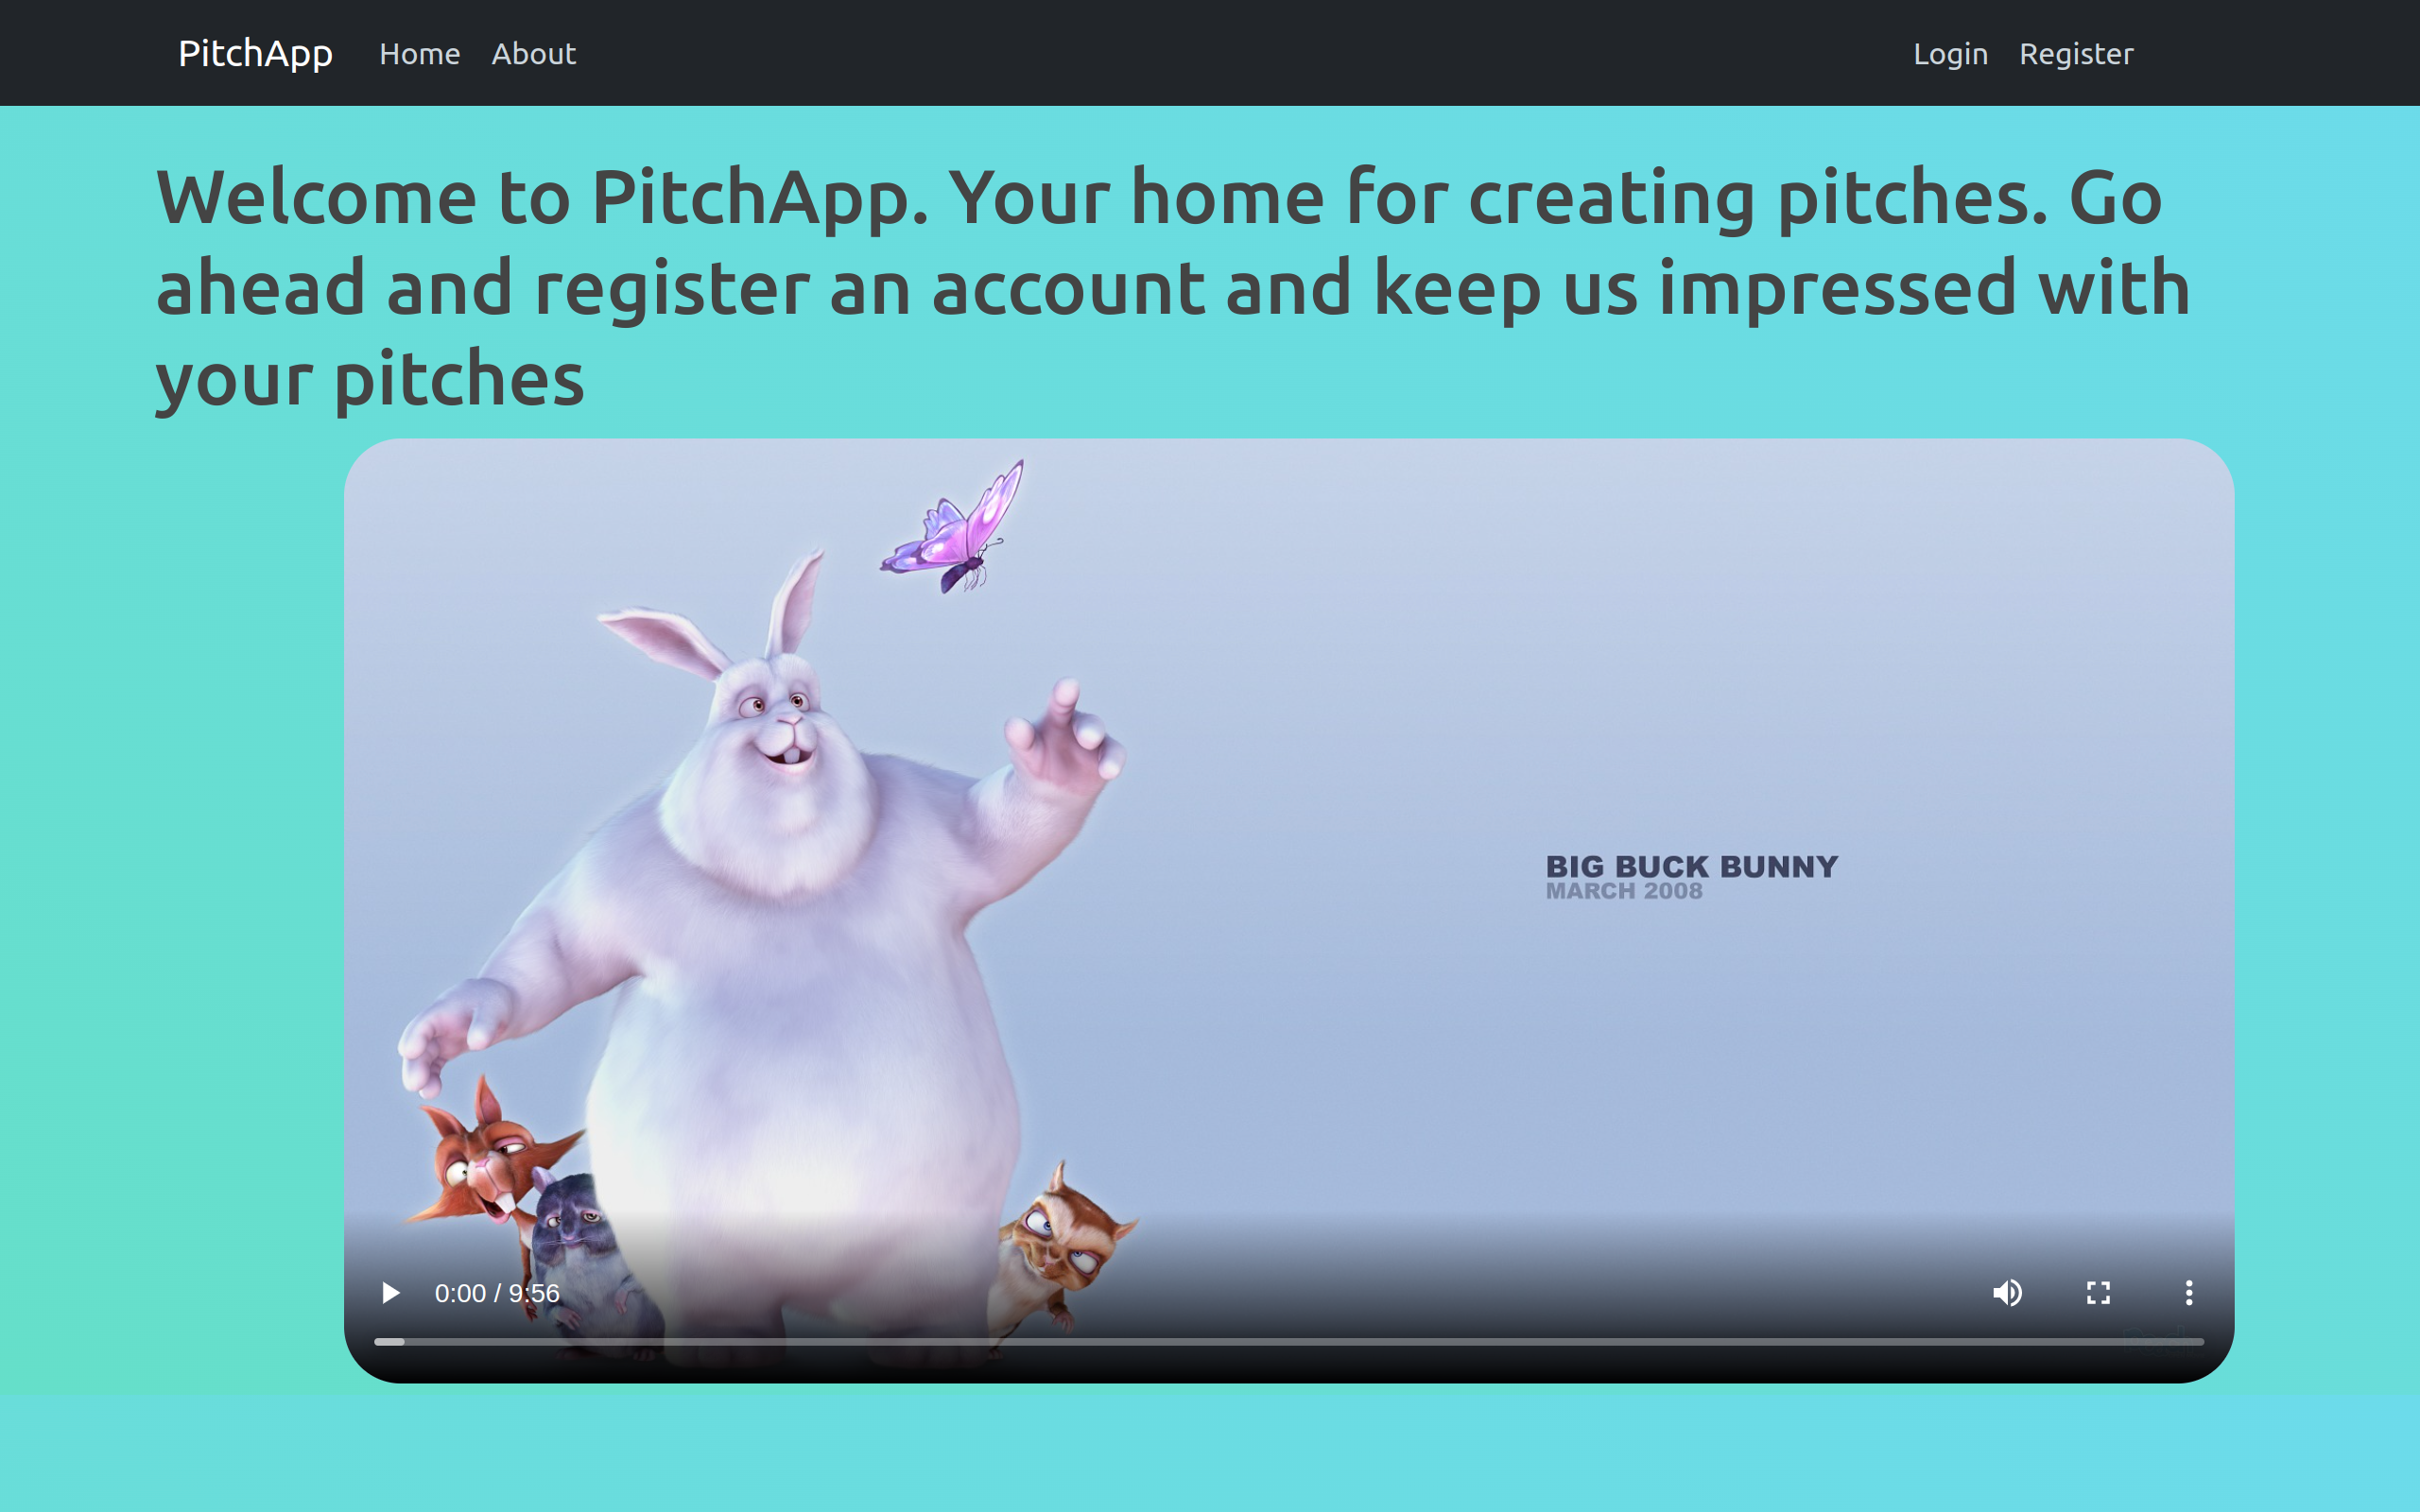 PitchApp Home About Login Register
Welcome to PitchApp. Your home for creating pitches. Go
ahead and register an account and keep us impressed with
your pitches
BIG BUCK BUNNY
MARCH 2008
0:00 / 9:56